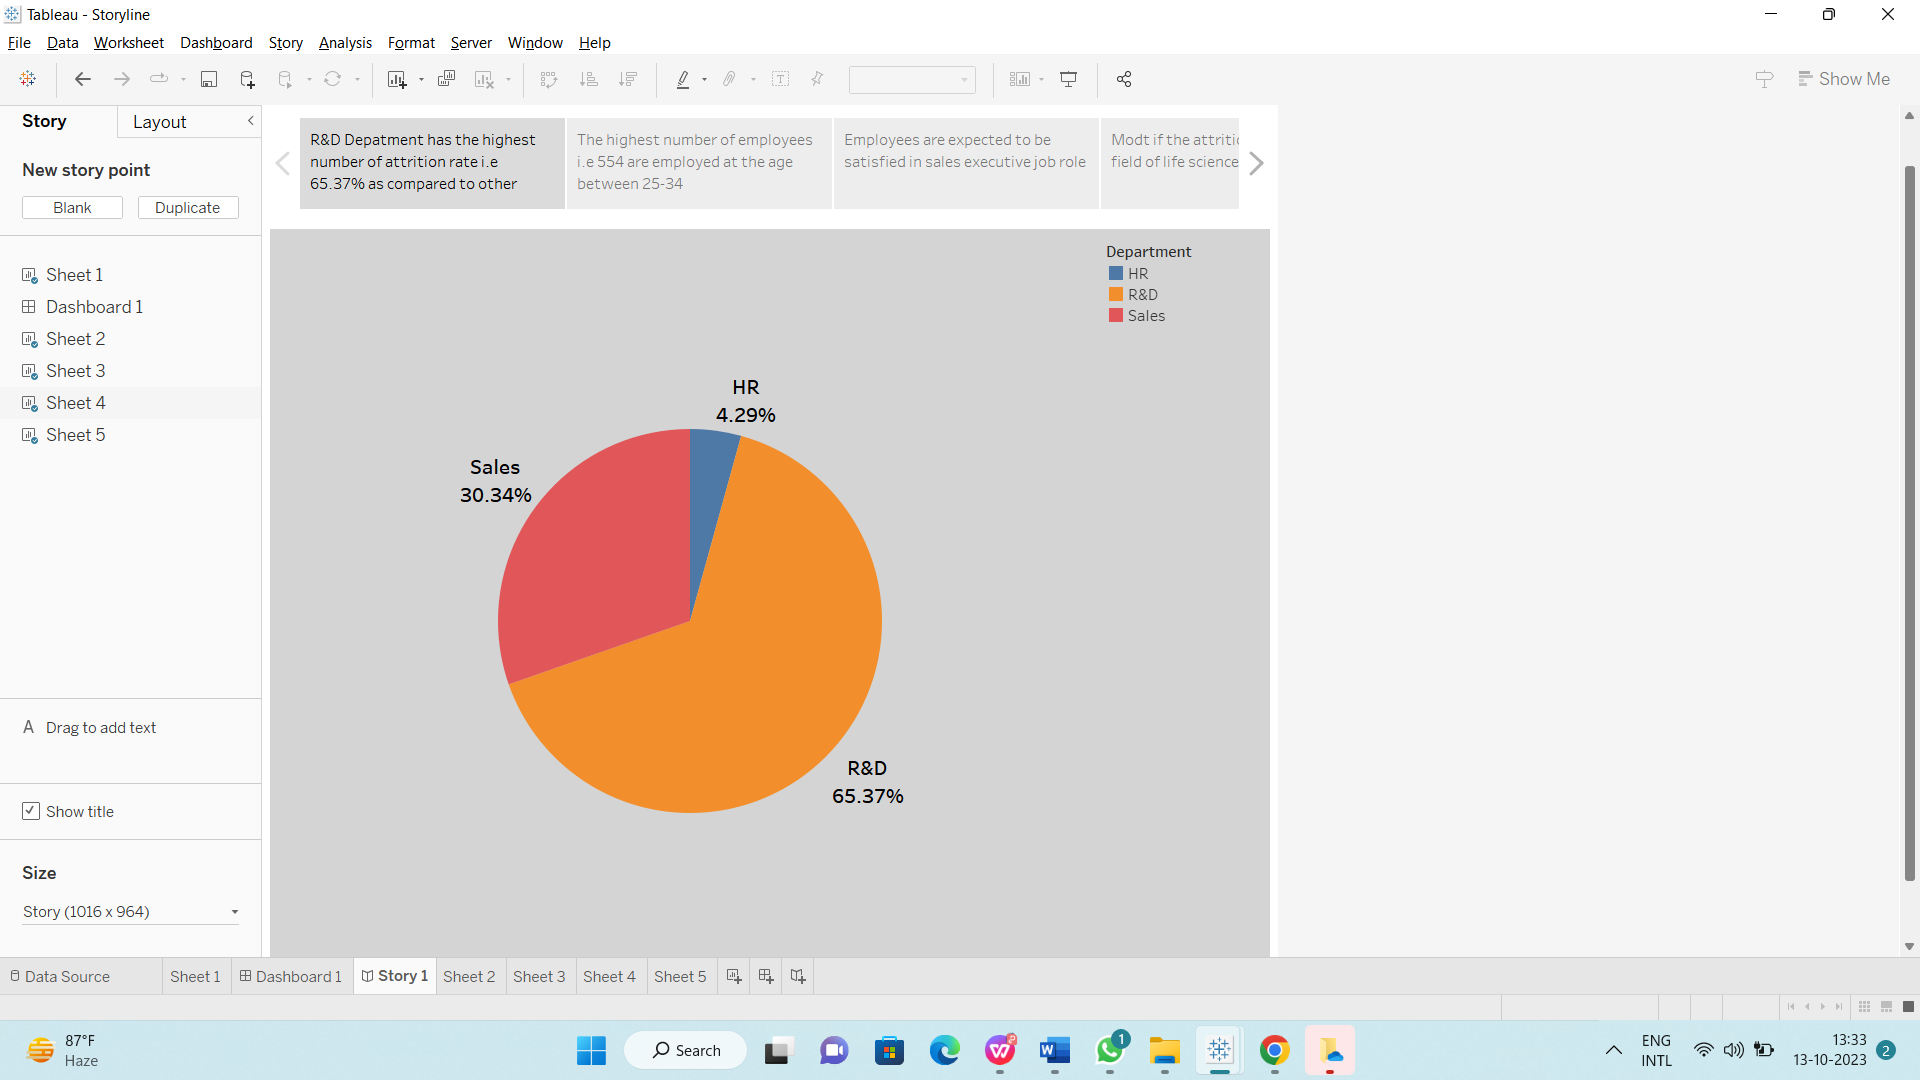 Tableau - Storyline
File Data Worksheet Dashboard Story Analysis Format Server Window Help
Show Me
Story Layout
New story point
Blank Duplicate
Sheet 1
Dashboard 1
Sheet 2
Sheet 3
Sheet 4
Sheet 5
A Drag to add text
Show title
Size
Story (1016 x 964)
R&D Depatment has the highest
number of attrition rate i.e
65.37% as compared to other
The highest number of employees
i.e 554 are employed at the age
between 25-34
Employees are expected to be
satisfied in sales executive job role
Modt if the attritic
field of life science
Department
HR
R&D
Sales
HR
4.29%
Sales
30.34%
R&D
65.37%
Data Source Sheet 1 Dashboard 1 Story 1 Sheet 2 Sheet 3 Sheet 4 Sheet 5
87°F
Haze
Search
1
ENG
INTL
13:33
13-10-2023
2